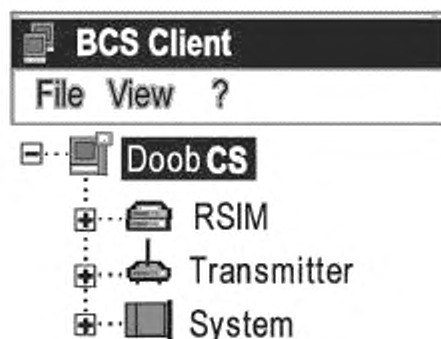 BCS Client
File View ?
Doob CS
RSIM
Transmitter
System